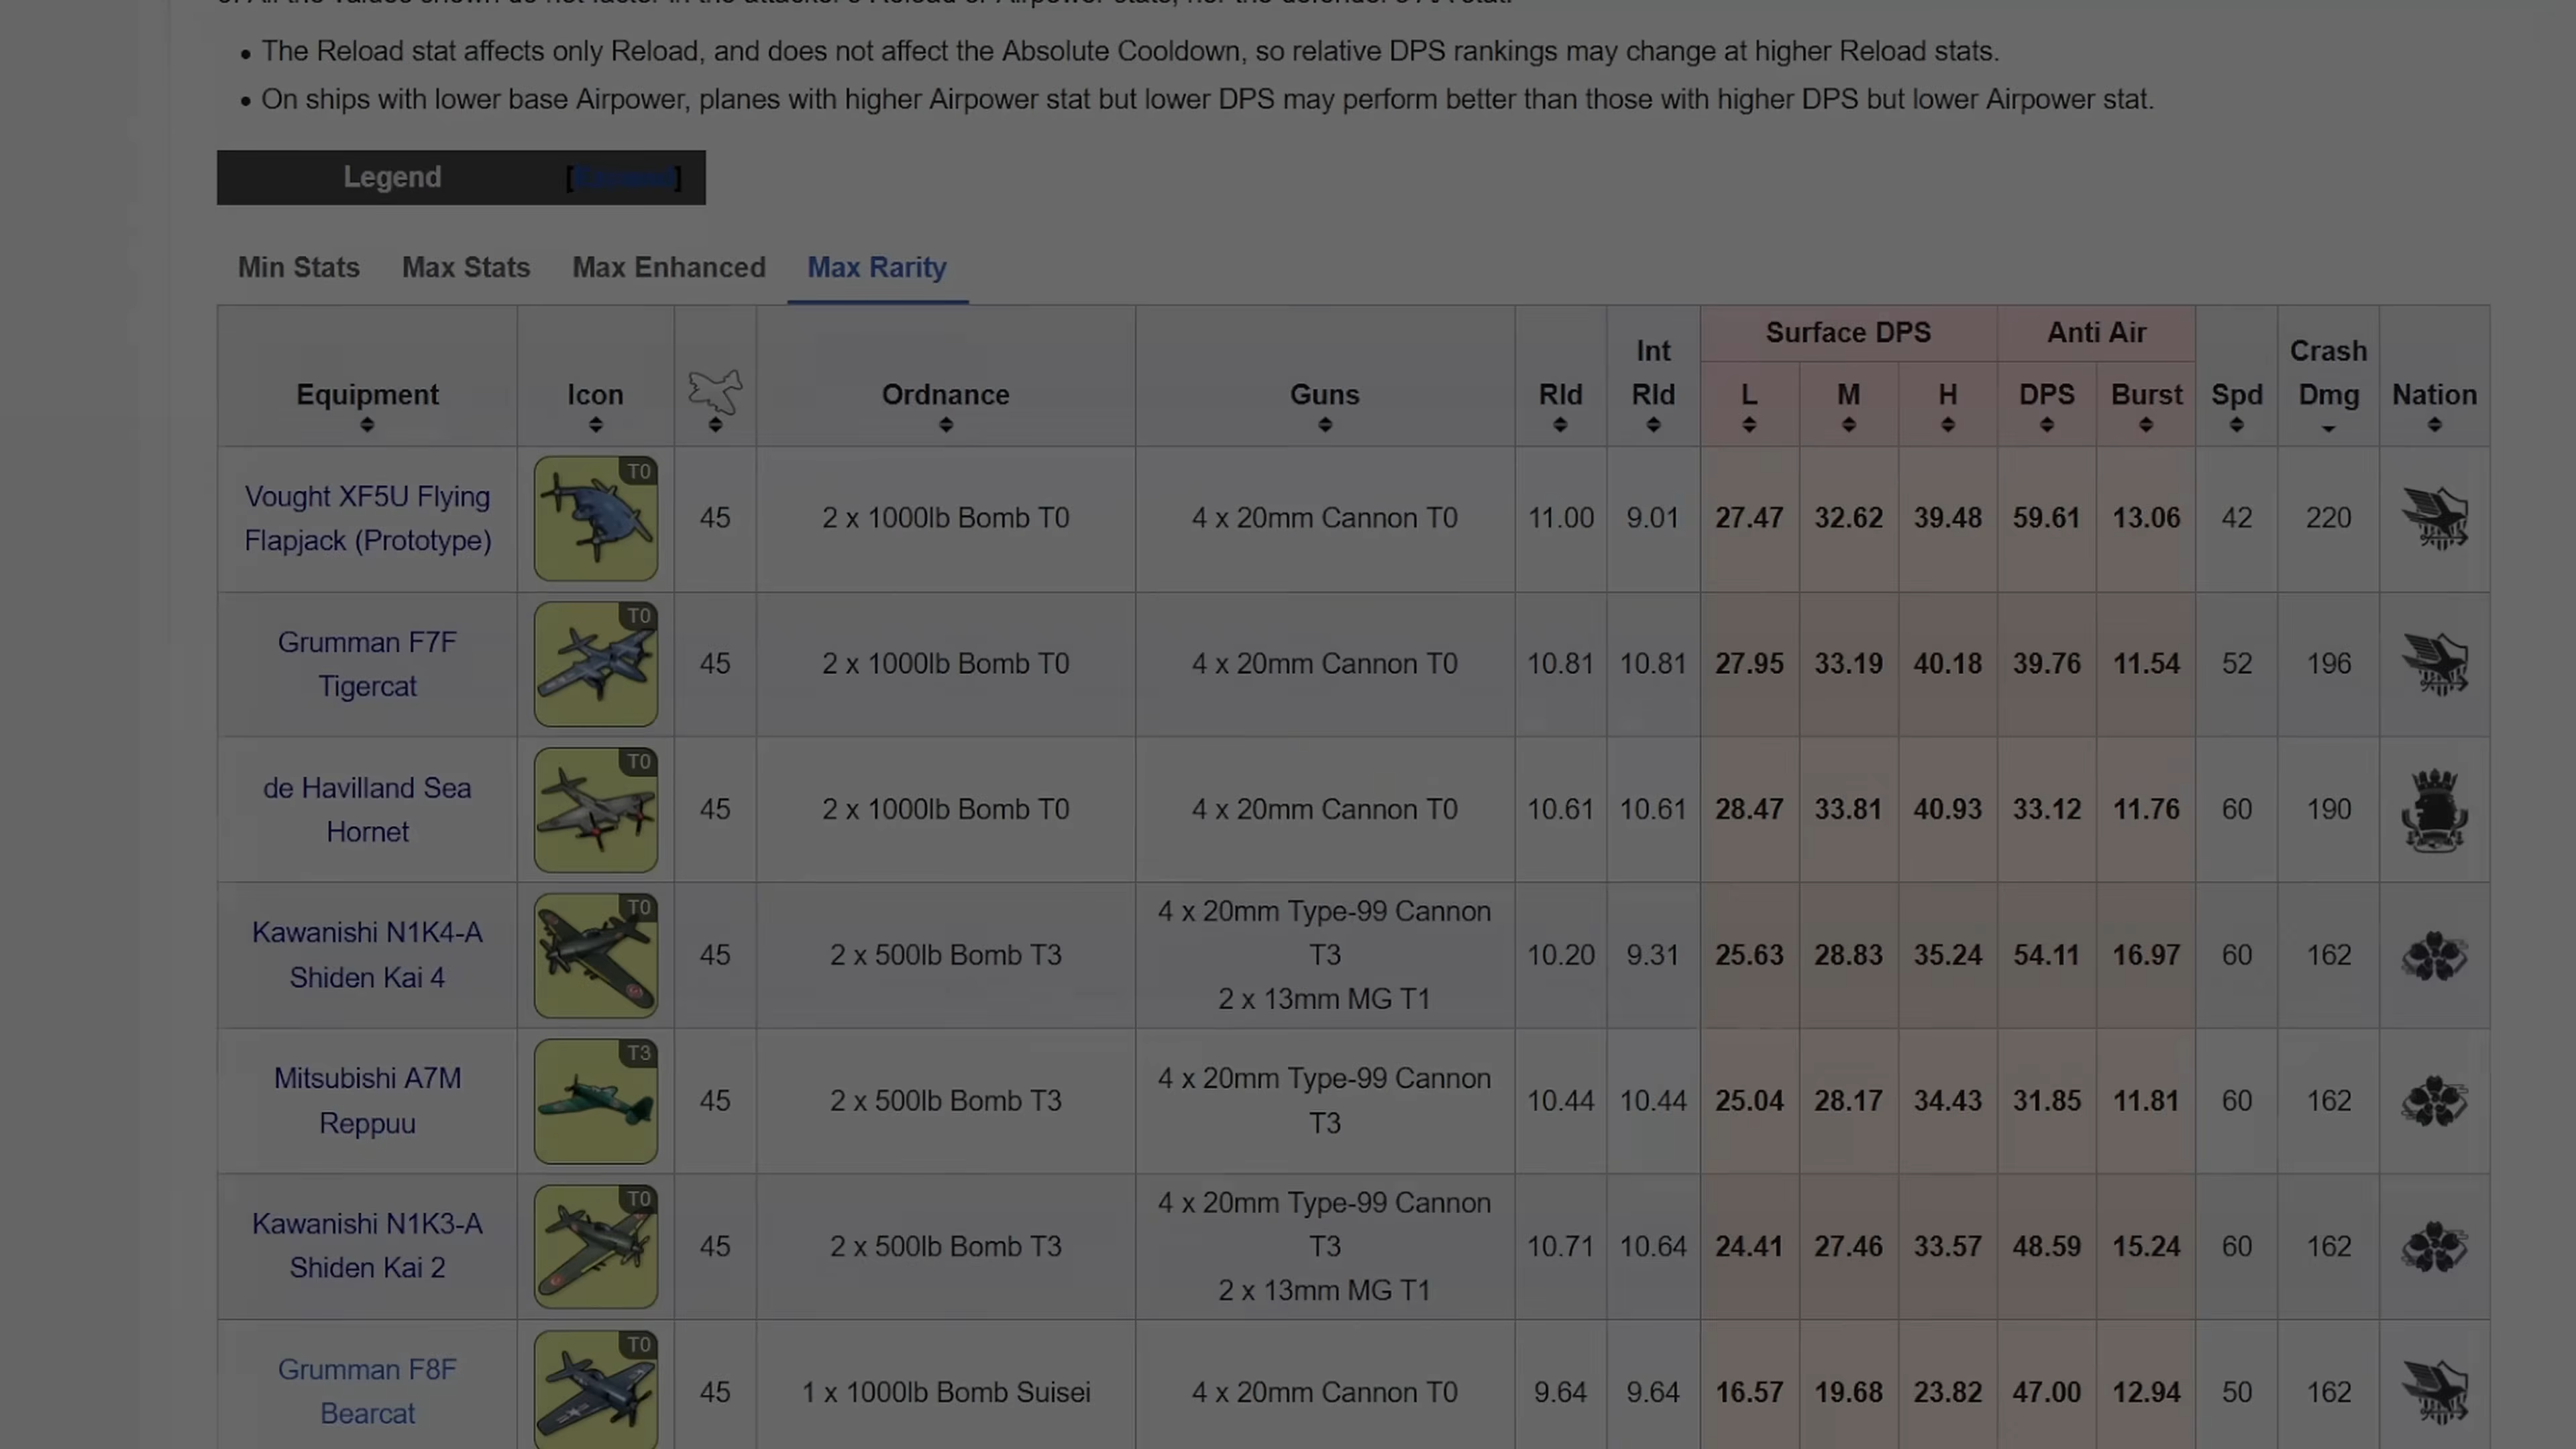 The Reload stat affects only Reload, and does not affect the Absolute Cooldown, so relative DPS rankings may change at higher Reload stats.
On ships with lower base Airpower, planes with higher Airpower stat but lower DPS may perform better than those with higher DPS but lower Airpower stat.
Legend [Expand]
Min Stats Max Stats Max Enhanced Max Rarity
Surface DPS Anti Air
Int Crash
Equipment Icon Ordnance Guns Rld Rld L M H DPS Burst Spd Dmg Nation
T0
Vought XF5U Flying
Flapjack (Prototype)
45 2 x 1000lb Bomb T0 4 x 20mm Cannon T0 11.00 9.01 27.47 32.62 39.48 59.61 13.06 42 220
T0
Grumman F7F
Tigercat
45 2 x 1000lb Bomb T0 4 x 20mm Cannon T0 10.81 10.81 27.95 33.19 40.18 39.76 11.54 52 196
T0
de Havilland Sea
Hornet
45 2 x 1000lb Bomb T0 4 x 20mm Cannon T0 10.61 10.61 28.47 33.81 40.93 33.12 11.76 60 190
T0
Kawanishi N1K4-A
Shiden Kai 4
45 2 x 500lb Bomb T3
4 x 20mm Type-99 Cannon
T3
2 x 13mm MG T1
10.20 9.31 25.63 28.83 35.24 54.11 16.97 60 162
T3
Mitsubishi A7M
Reppuu
45 2 x 500lb Bomb T3
4 x 20mm Type-99 Cannon
T3
10.44 10.44 25.04 28.17 34.43 31.85 11.81 60 162
T0
Kawanishi N1K3-A
Shiden Kai 2
45 2 x 500lb Bomb T3
4 x 20mm Type-99 Cannon
T3
2 x 13mm MG T1
10.71 10.64 24.41 27.46 33.57 48.59 15.24 60 162
T0
Grumman F8F
Bearcat
45 1 x 1000lb Bomb Suisei 4 x 20mm Cannon T0 9.64 9.64 16.57 19.68 23.82 47.00 12.94 50 162